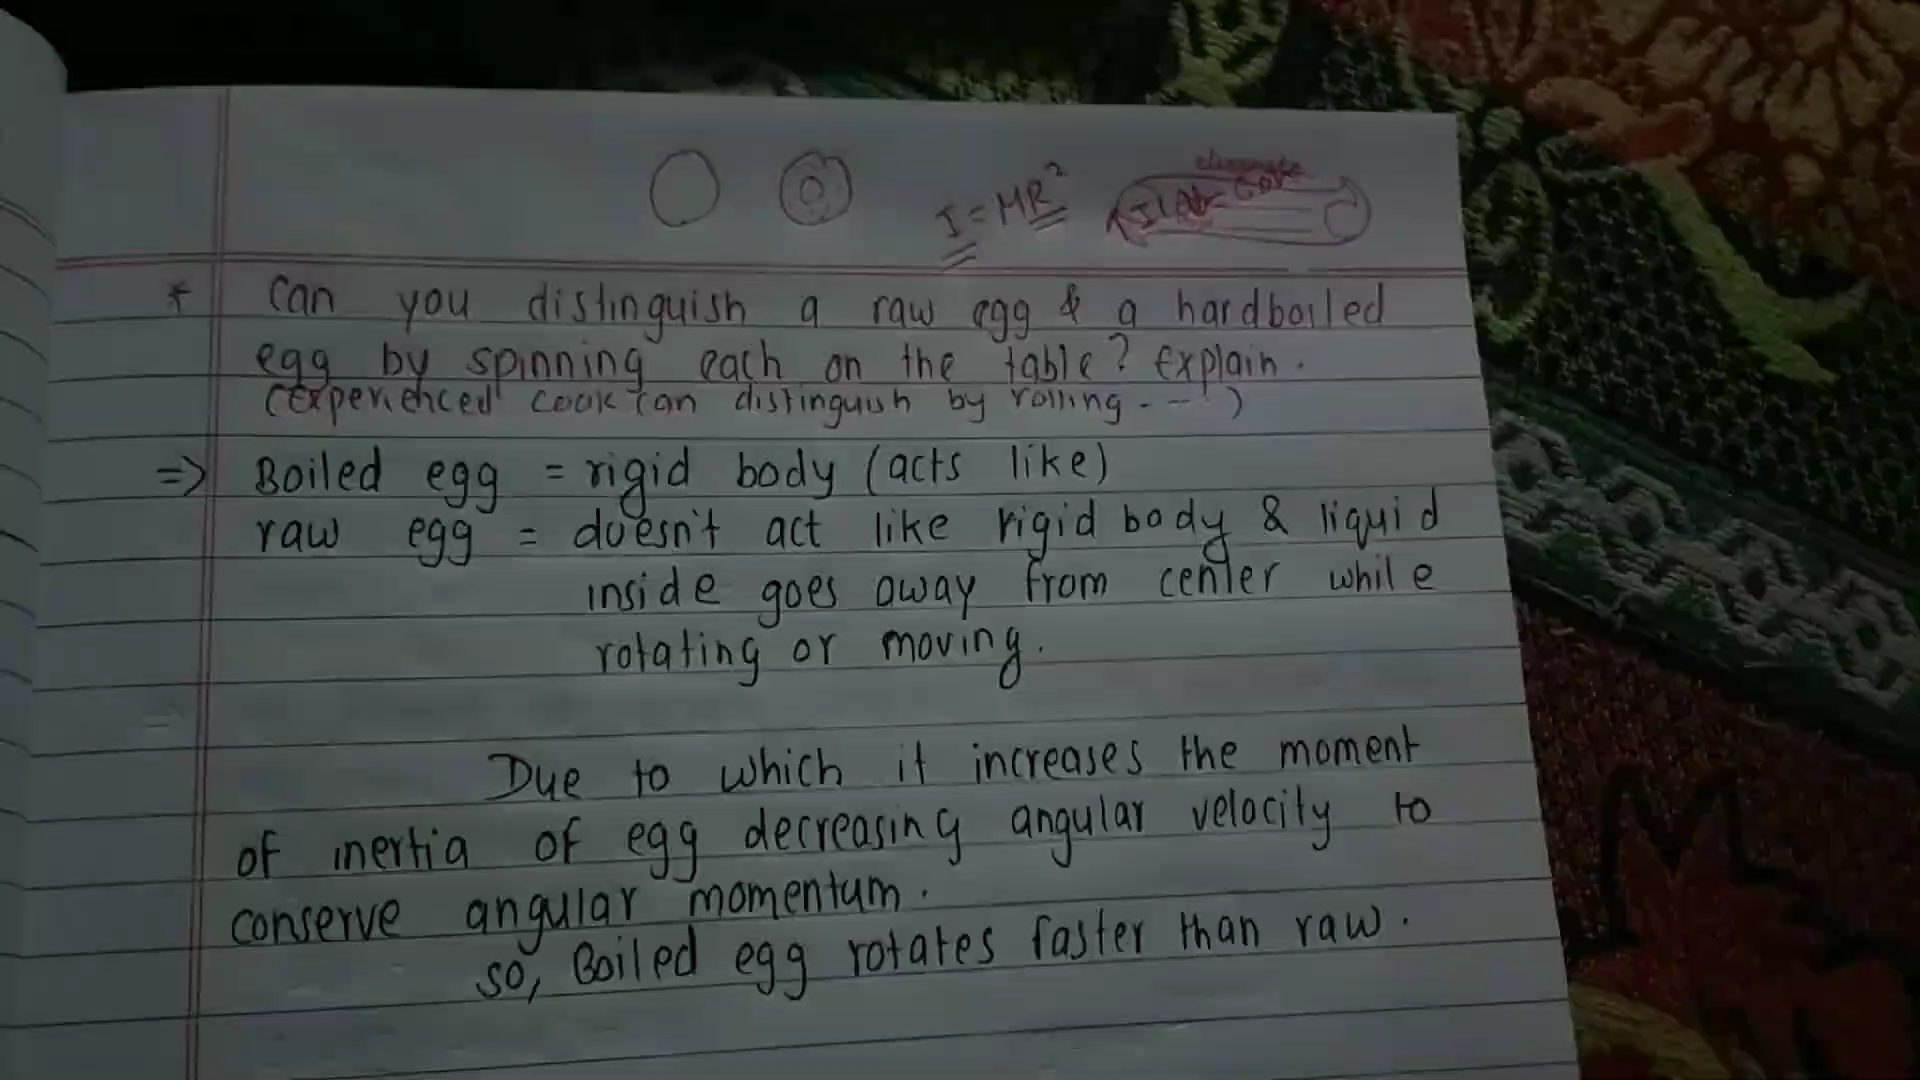 I = MR²
* Can you distinguish a raw egg & a hardboiled
egg by spinning each on the table? Explain.
(experienced cook can distinguish by rolling - - )
=> Boiled egg = rigid body (acts like)
raw egg = doesn't act like rigid body & liquid
inside goes away from center while
rotating or moving.
Due to which it increases the moment
of inertia of egg decreasing angular velocity to
conserve angular momentum.
so, Boiled egg rotates faster than raw.